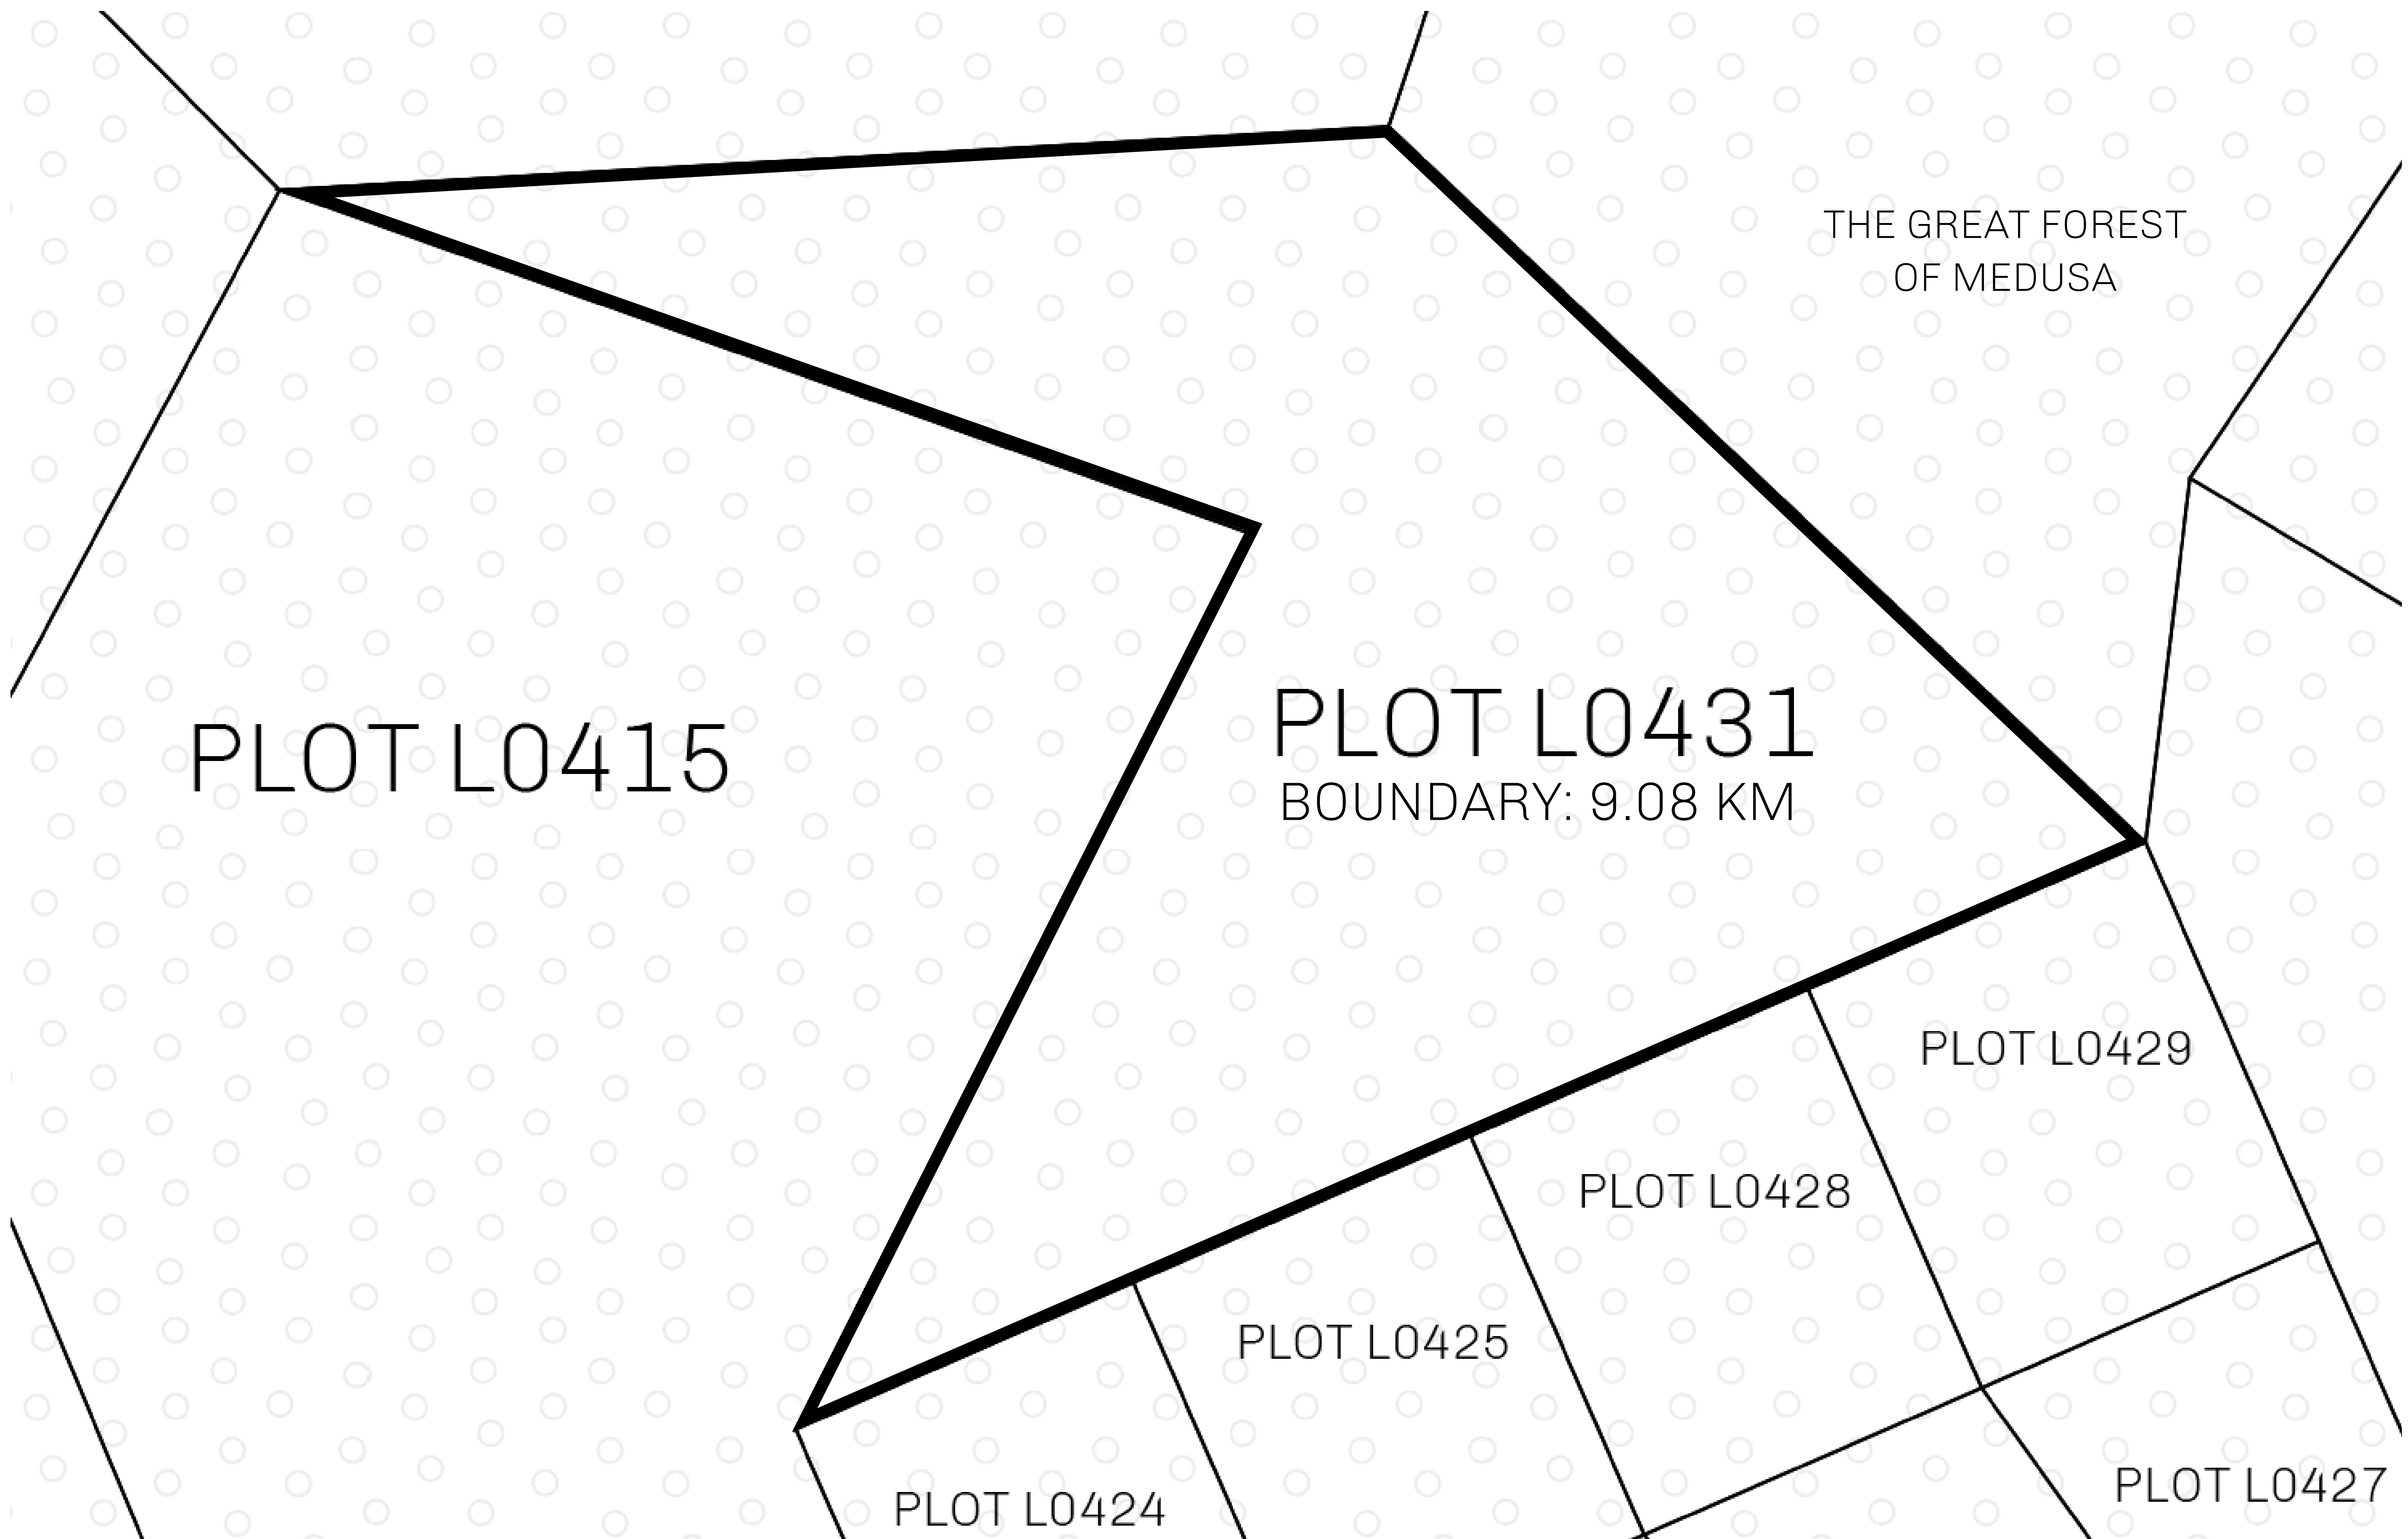 THE GREAT FOREST
OF MEDUSA
PLOT L0415
PLOT L0431
BOUNDARY: 9.08 KM
PLOT L0429
PLOT L0428
PLOT L0425
PLOT L0424
PLOT L0427